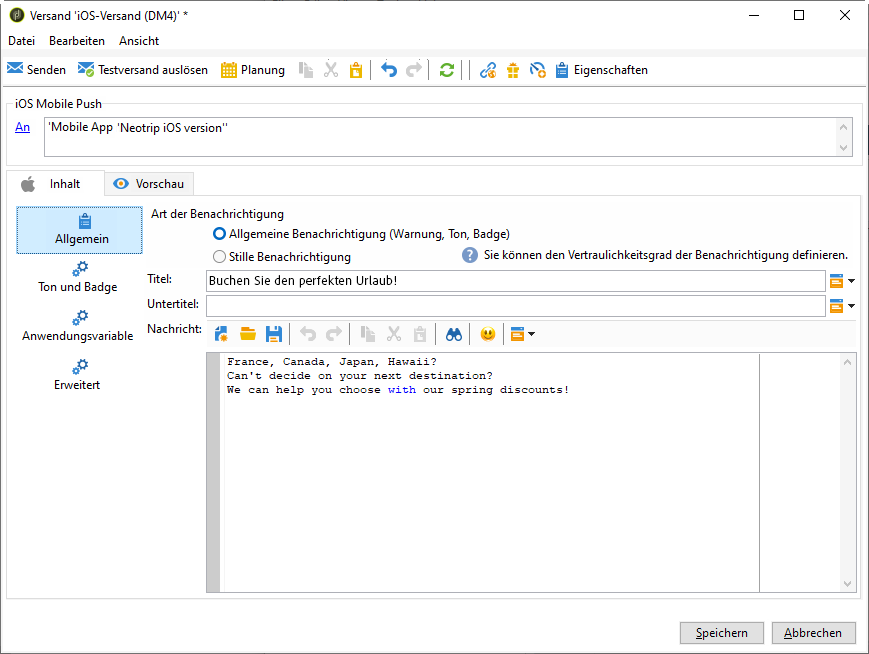 Versand 'iOS-Versand (DM4)' *
Datei Bearbeiten Ansicht
Senden Testversand auslösen Planung Eigenschaften
iOS Mobile Push
An 'Mobile App 'Neotrip iOS version''
Inhalt Vorschau
Allgemein
Ton und Badge
Anwendungsvariable
Erweitert
Art der Benachrichtigung
Allgemeine Benachrichtigung (Warnung, Ton, Badge)
Stille Benachrichtigung ? Sie können den Vertraulichkeitsgrad der Benachrichtigung definieren.
Titel: Buchen Sie den perfekten Urlaub!
Untertitel:
Nachricht:
France, Canada, Japan, Hawaii?
Can't decide on your next destination?
We can help you choose with our spring discounts!
Speichern Abbrechen